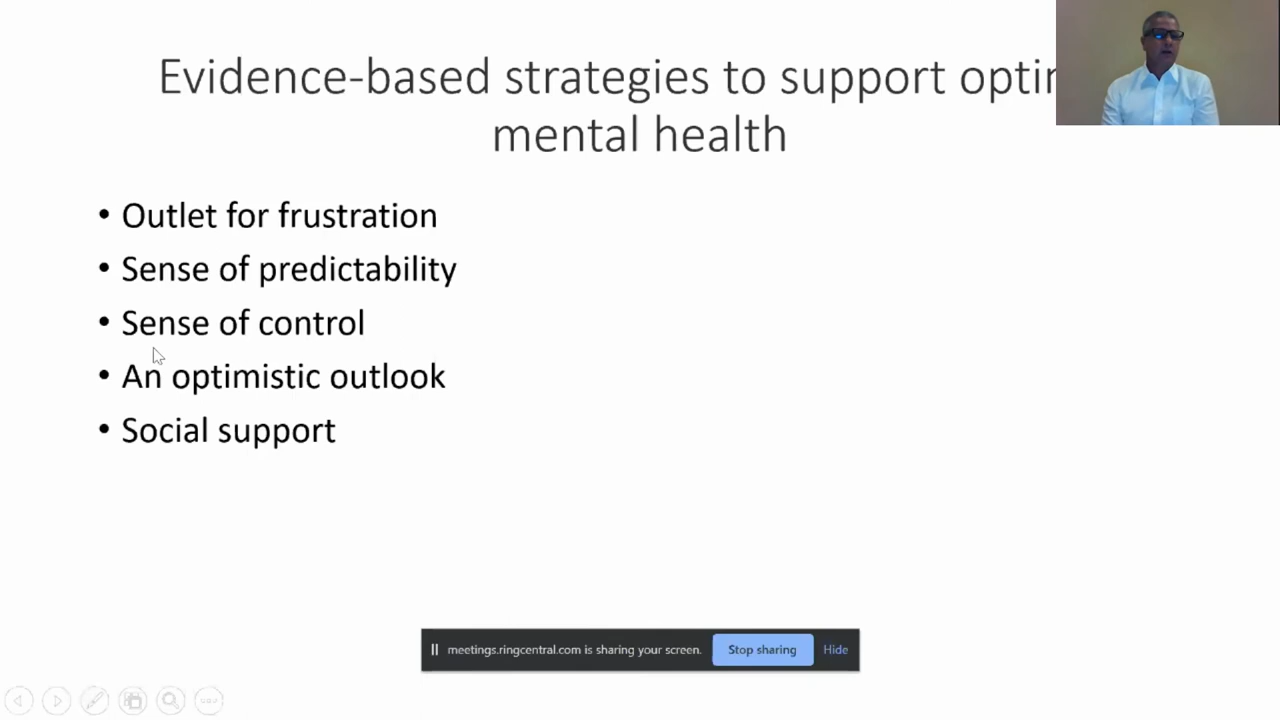 Evidence-based strategies to support
mental health
• Outlet for frustration
• Sense of predictability
• Sense of control
• An optimistic outlook
• Social support
meetings.ringcentral.com is sharing your screen. Stop sharing Hide